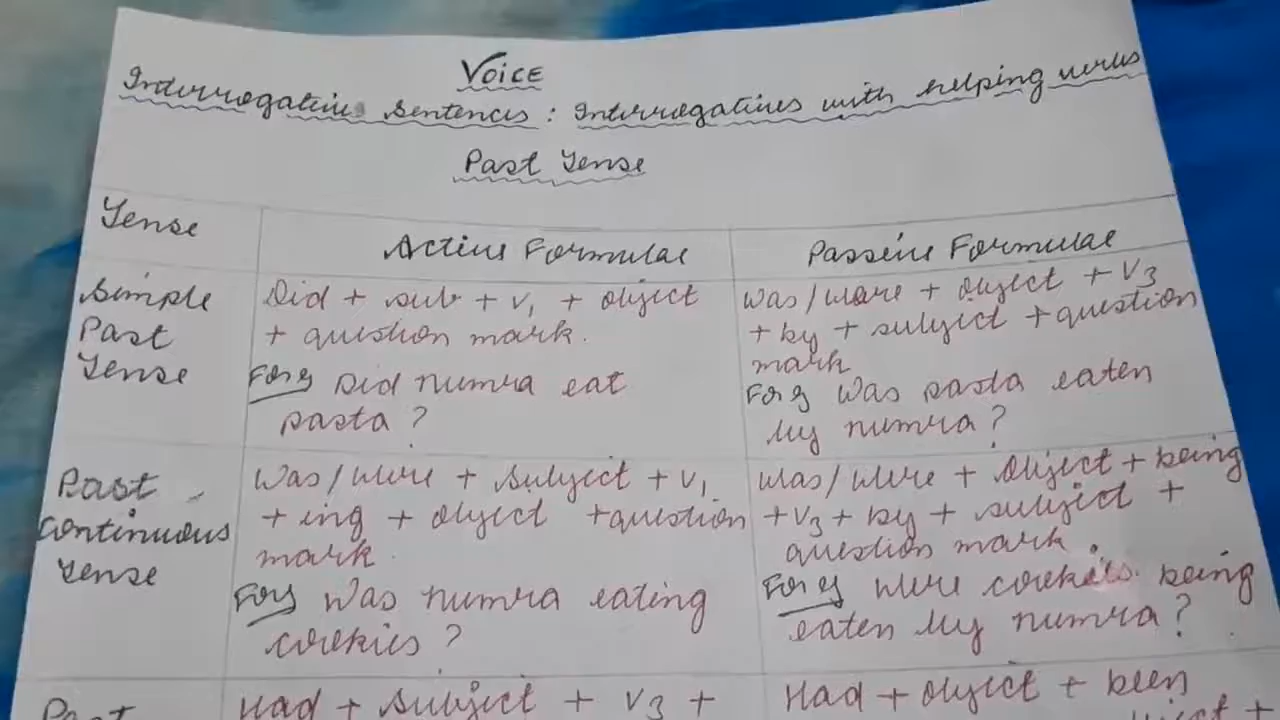 Voice
Interrogative Sentences : Interrogatives with helping verbs
Past Tense
Tense
Active Formulae
Passive Formulae
Simple
Past
Tense
Did + sub + V1 + object
+ question mark.
For eg Did numra eat
pasta ?
Was/were + object + V3
+ by + subject + question
mark
For eg Was pasta eaten
by numra ?
Past
Continuous
Tense
Was/were + subject + V1
+ ing + object + question
mark.
For eg Was numra eating
cookies ?
Was/were + object + being
+ V3 + by + subject +
question mark.
For eg Were cookies being
eaten by numra ?
Past
Had + subject + V3 +
Had + object + been